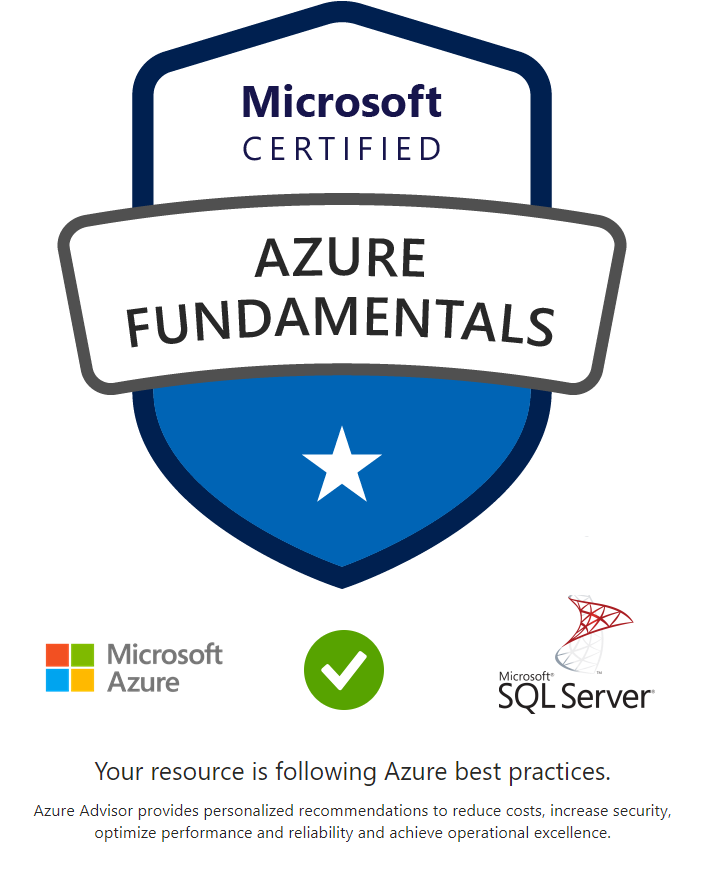 Microsoft
CERTIFIED
AZURE
FUNDAMENTALS
Microsoft
Azure
Microsoft®
SQL Server®
™
Your resource is following Azure best practices.
Azure Advisor provides personalized recommendations to reduce costs, increase security,
optimize performance and reliability and achieve operational excellence.